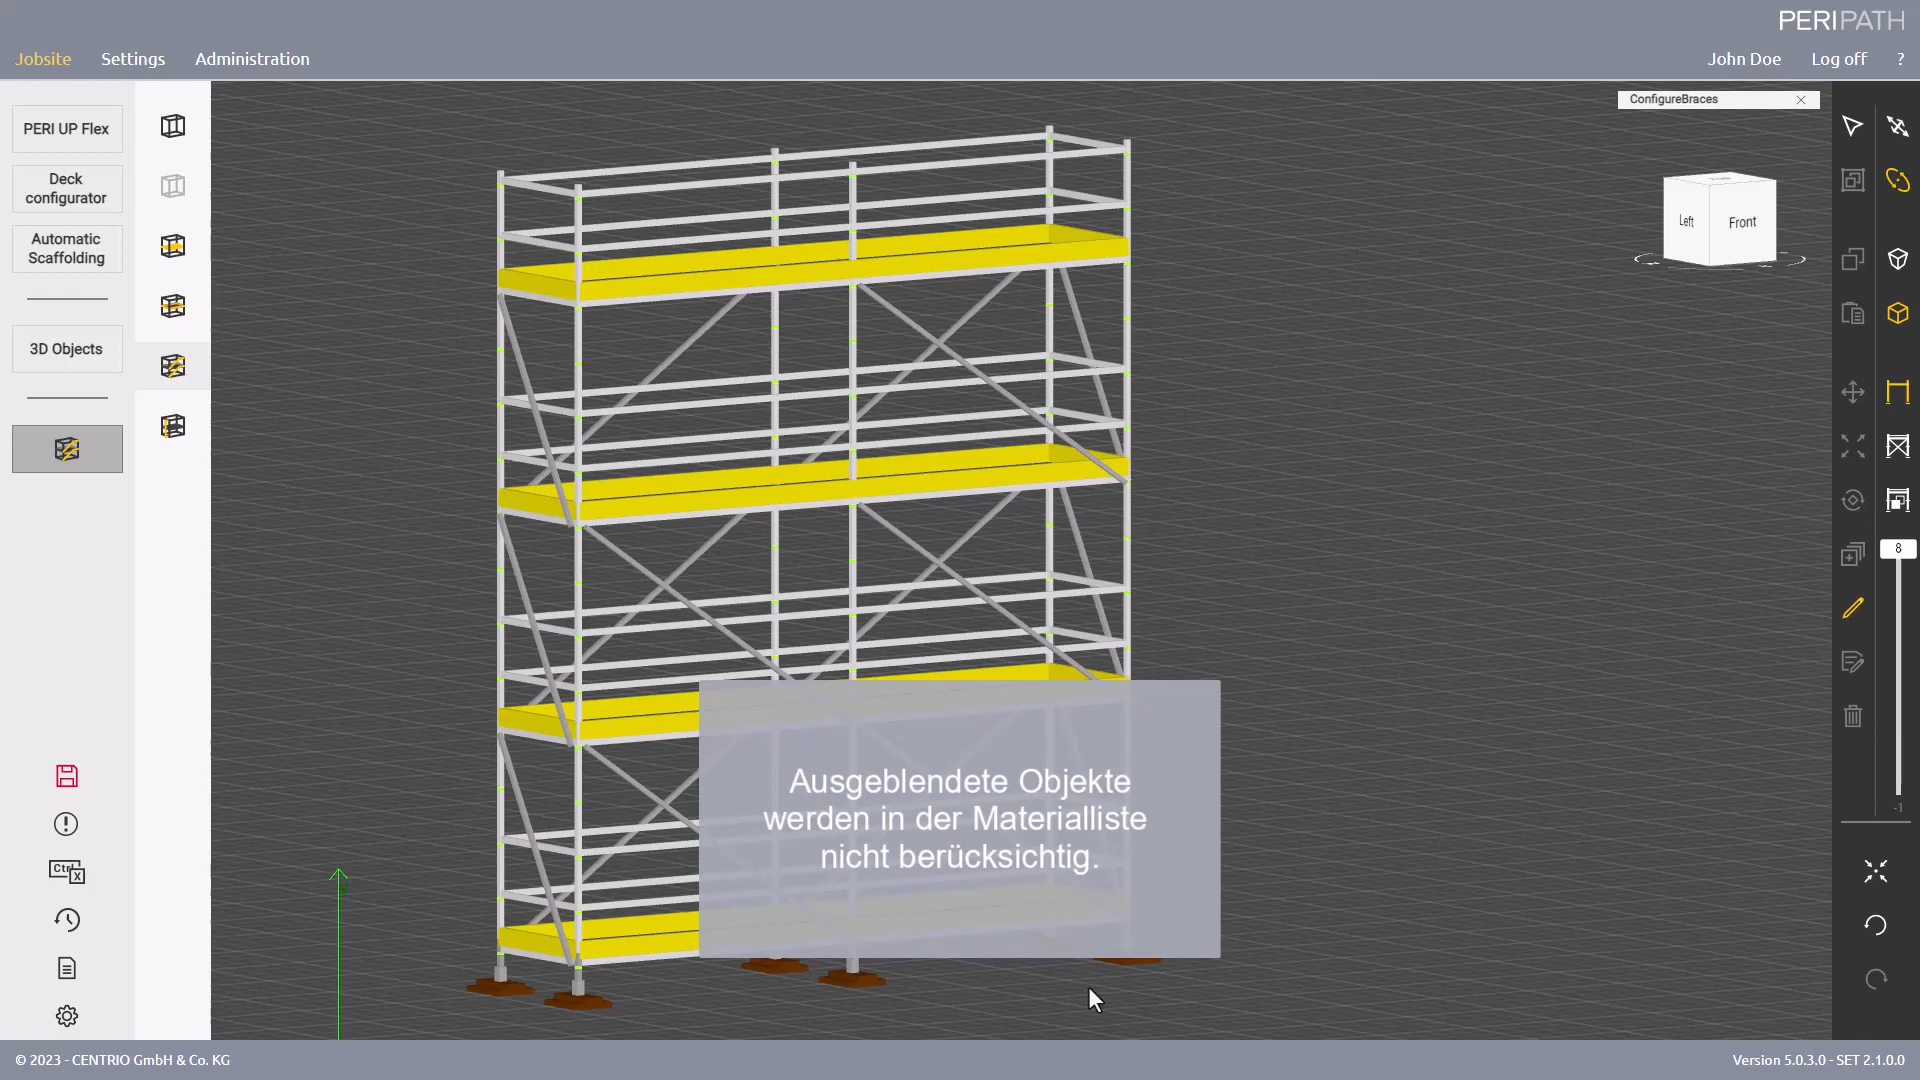 PERIPATH
Jobsite Settings Administration
John Doe Log off ?
PERI UP Flex
Deck
configurator
Automatic
Scaffolding
3D Objects
Ctrl X
ConfigureBraces
Left Front
8
-1
Ausgeblendete Objekte
werden in der Materialliste
nicht berücksichtig.
© 2023 - CENTRIO GmbH & Co. KG
Version 5.0.3.0 - SET 2.1.0.0